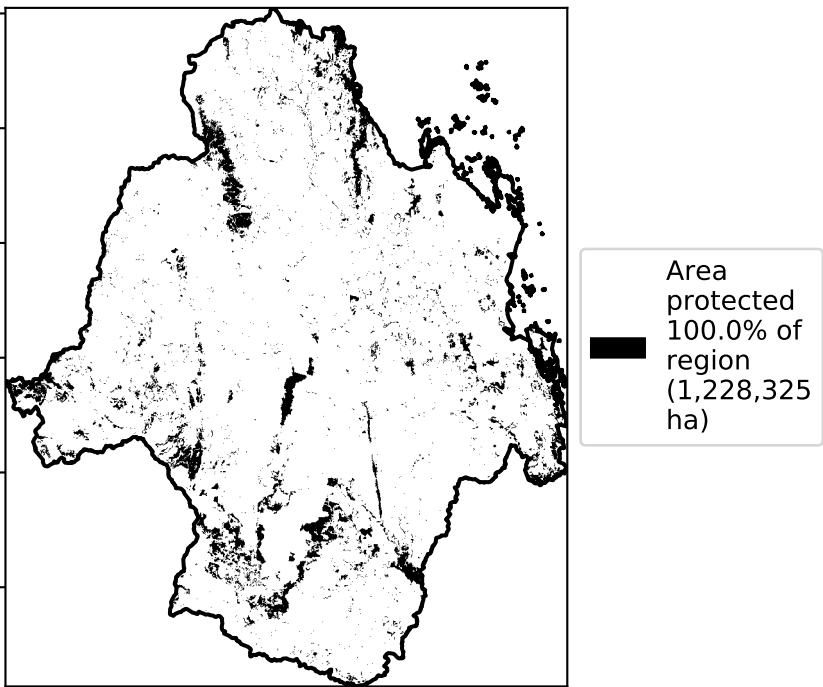 Area
protected
100.0% of
region
(1,228,325
ha)